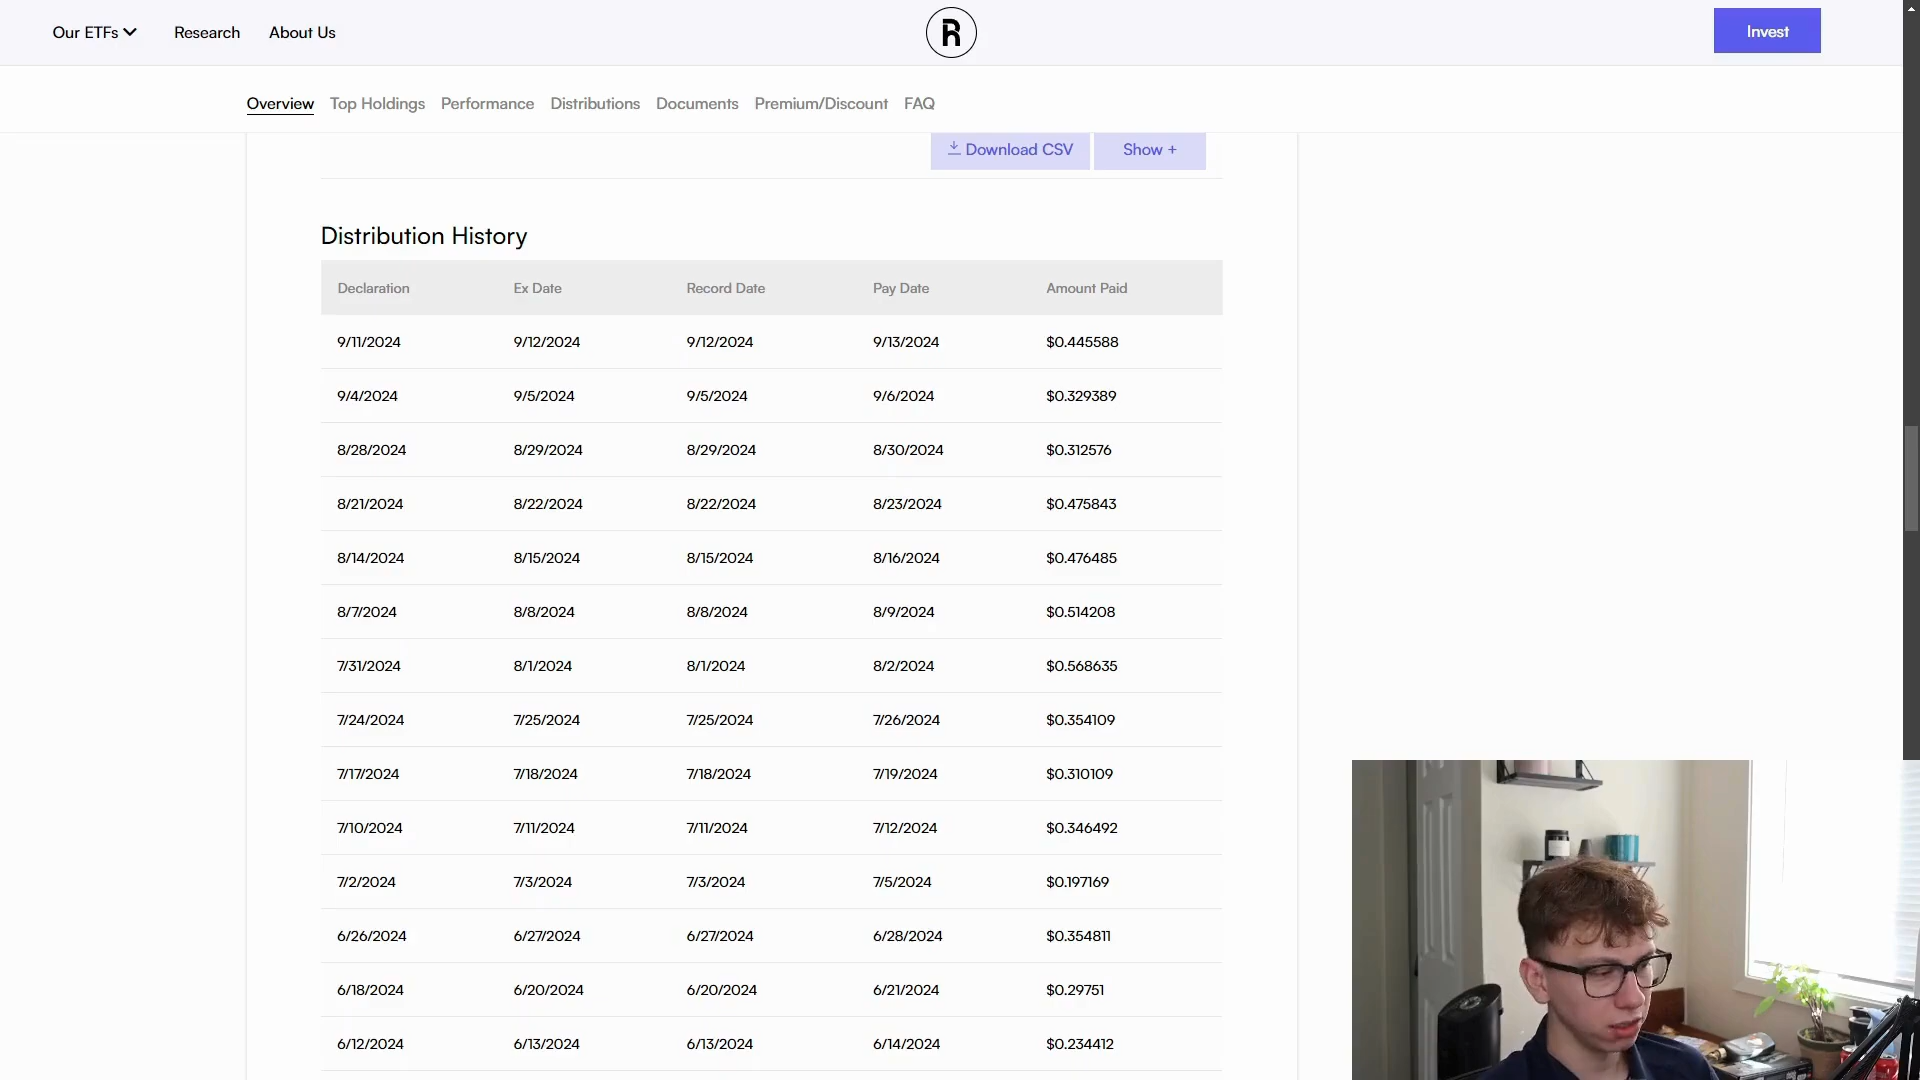 Our ETFs Research About Us Invest
Overview Top Holdings Performance Distributions Documents Premium/Discount FAQ
Download CSV Show +
Distribution History
Declaration Ex Date Record Date Pay Date Amount Paid
9/11/2024 9/12/2024 9/12/2024 9/13/2024 $0.445588
9/4/2024 9/5/2024 9/5/2024 9/6/2024 $0.329389
8/28/2024 8/29/2024 8/29/2024 8/30/2024 $0.312576
8/21/2024 8/22/2024 8/22/2024 8/23/2024 $0.475843
8/14/2024 8/15/2024 8/15/2024 8/16/2024 $0.476485
8/7/2024 8/8/2024 8/8/2024 8/9/2024 $0.514208
7/31/2024 8/1/2024 8/1/2024 8/2/2024 $0.568635
7/24/2024 7/25/2024 7/25/2024 7/26/2024 $0.354109
7/17/2024 7/18/2024 7/18/2024 7/19/2024 $0.310109
7/10/2024 7/11/2024 7/11/2024 7/12/2024 $0.346492
7/2/2024 7/3/2024 7/3/2024 7/5/2024 $0.197169
6/26/2024 6/27/2024 6/27/2024 6/28/2024 $0.354811
6/18/2024 6/20/2024 6/20/2024 6/21/2024 $0.29751
6/12/2024 6/13/2024 6/13/2024 6/14/2024 $0.234412